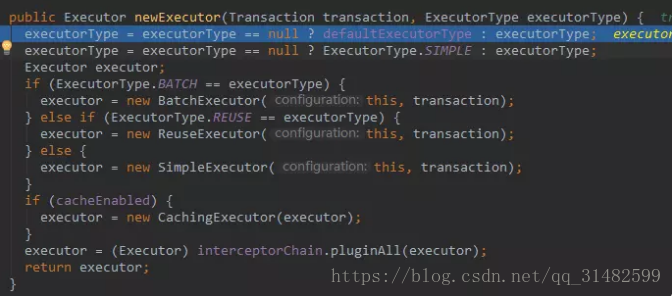 public Executor newExecutor(Transaction transaction, ExecutorType executorType) {
executorType = executorType == null ? defaultExecutorType : executorType; executor
executorType = executorType == null ? ExecutorType.SIMPLE : executorType;
Executor executor;
if (ExecutorType.BATCH == executorType) {
executor = new BatchExecutor( configuration: this, transaction);
} else if (ExecutorType.REUSE == executorType) {
executor = new ReuseExecutor( configuration: this, transaction);
} else {
executor = new SimpleExecutor( configuration: this, transaction);
}
if (cacheEnabled) {
executor = new CachingExecutor(executor);
}
executor = (Executor) interceptorChain.pluginAll(executor);
return executor;
}
https://blog.csdn.net/qq_31482599